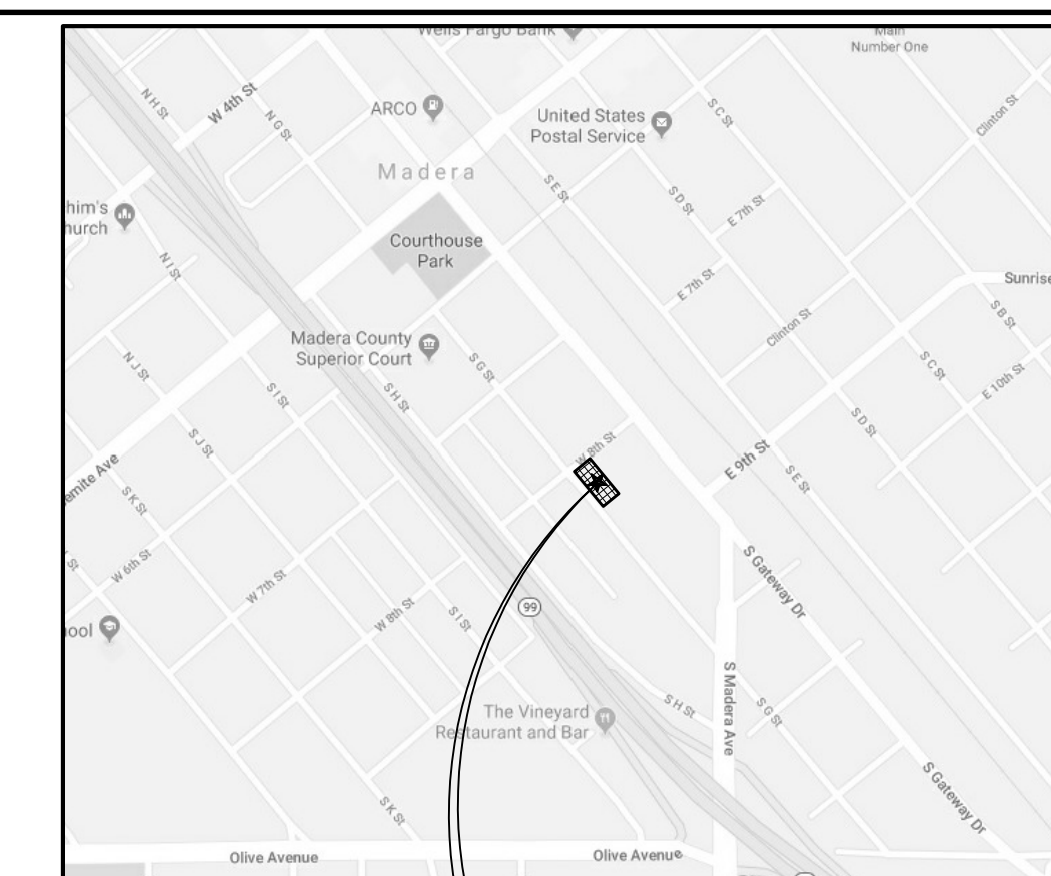 Wells Fargo Bank
Main
Number One
N H St
W 4th St
N G St
ARCO
United States
Postal Service
S C St
Clinton St
Madera
S E St
S D St
E 7th St
him's
hurch
N I St
Courthouse
Park
E 7th St
Sunrise
S B St
Clinton St
Madera County
Superior Court
S G St
S C St
N J St
S I St
S H St
E 10th St
S D St
S J St
W 8th St
E 9th St
emite Ave
S E St
S K St
St
W 6th St
W 7th St
S Gateway Dr
99
W 8th St
S I St
ool
S Madera Ave
S H St
S G St
The Vineyard
Restaurant and Bar
S Gateway Dr
S K St
Olive Avenue
Olive Avenue